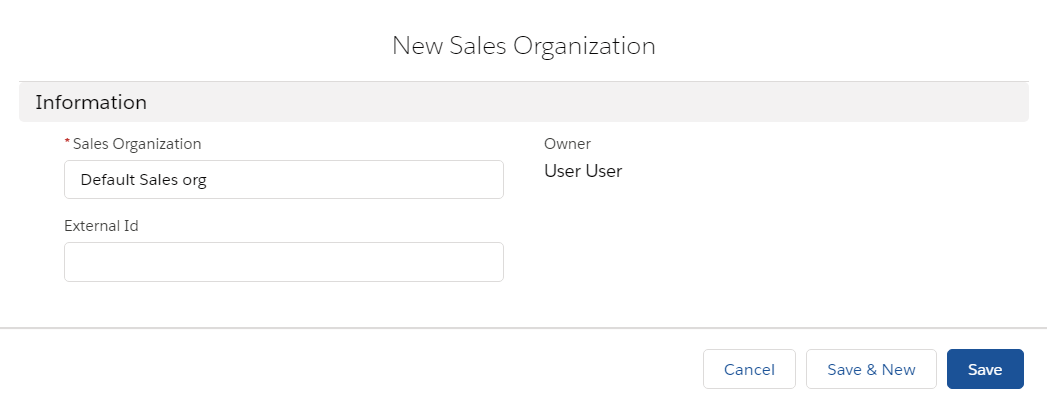 New Sales Organization
Information
* Sales Organization
Default Sales org
Owner
User User
External Id
Cancel
Save & New
Save